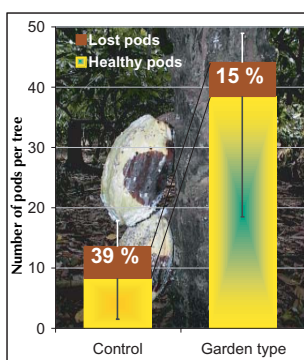 50
40
30
20
10
0
Number of pods per tree
Lost pods
Healthy pods
39 %
15 %
Control
Garden type